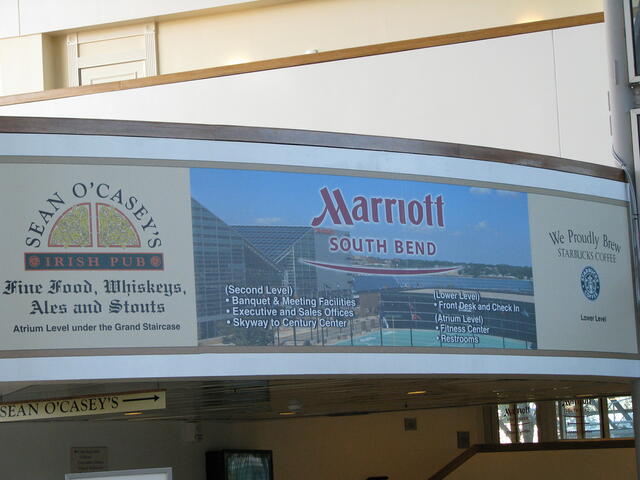 SEAN O'CASEY'S
IRISH PUB
Fine Food, Whiskeys,
Ales and Stouts
Atrium Level under the Grand Staircase
Marriott
SOUTH BEND
(Second Level)
• Banquet & Meeting Facilities
• Executive and Sales Offices
• Skyway to Century Center
(Lower Level)
• Front Desk and Check In
(Atrium Level)
• Fitness Center
• Restrooms
We Proudly Brew
STARBUCKS COFFEE
Lower Level
SEAN O'CASEY'S
Marriott